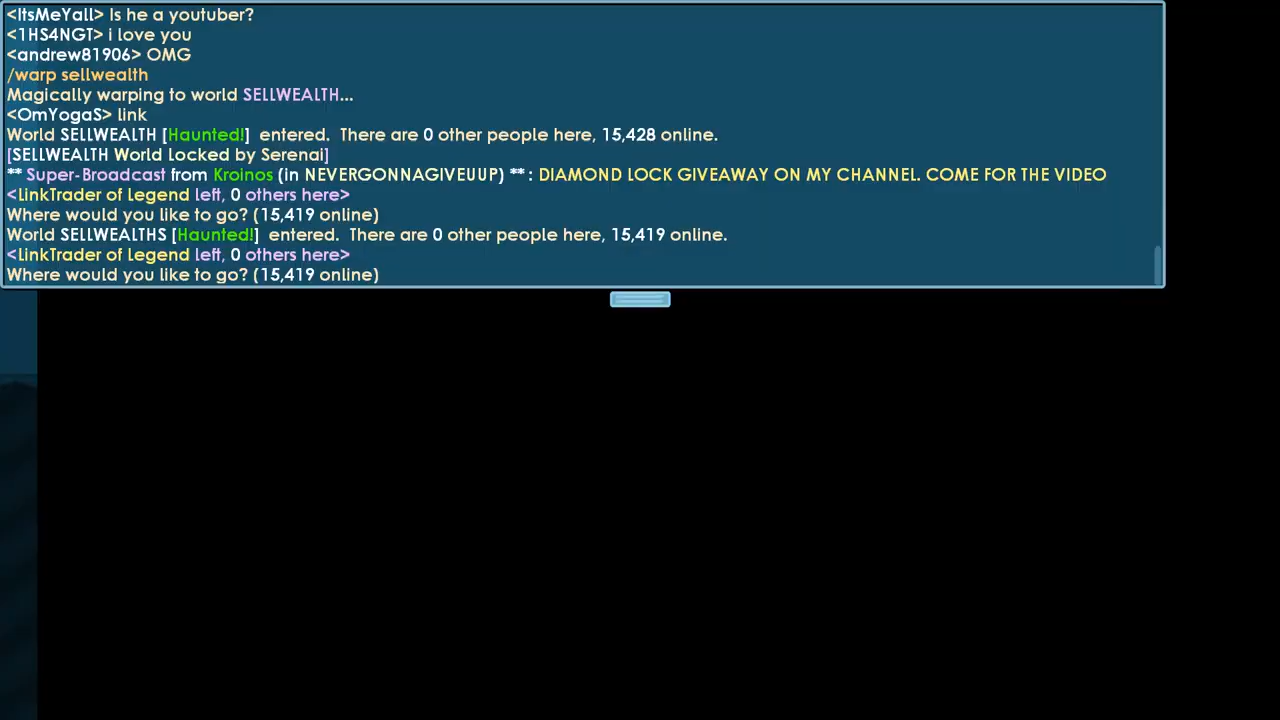 <ItsMeYall> Is he a youtuber?
<1HS4NGT> i love you
<andrew81906> OMG
/warp sellwealth
Magically warping to world SELLWEALTH...
<OmYogaS> link
World SELLWEALTH [Haunted!]  entered.  There are 0 other people here, 15,428 online.
[SELLWEALTH World Locked by Serenai]
** Super-Broadcast from Kroinos (in NEVERGONNAGIVEUUP) ** : DIAMOND LOCK GIVEAWAY ON MY CHANNEL. COME FOR THE VIDEO
<LinkTrader of Legend left, 0 others here>
Where would you like to go? (15,419 online)
World SELLWEALTHS [Haunted!]  entered.  There are 0 other people here, 15,419 online.
<LinkTrader of Legend left, 0 others here>
Where would you like to go? (15,419 online)